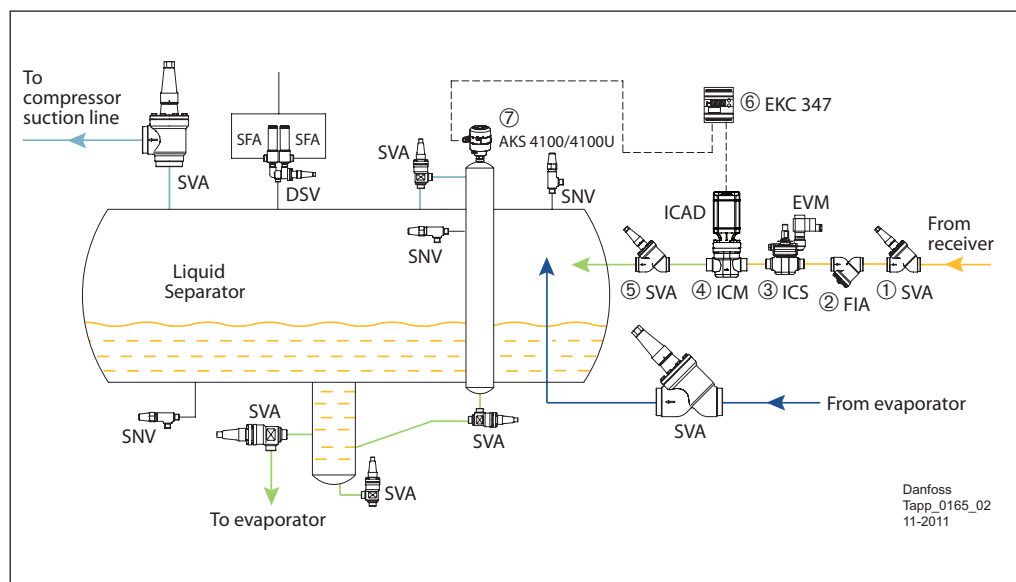 To
compressor
suction line
SVA
SFA
SFA
DSV
SVA
⑦
AKS 4100/4100U
SNV
SNV
⑥ EKC 347
ICAD
EVM
From
receiver
⑤ SVA
④ ICM
③ ICS
② FIA
① SVA
Liquid
Separator
SVA
From evaporator
SNV
SVA
SVA
SVA
To evaporator
Danfoss
Tapp_0165_02
11-2011